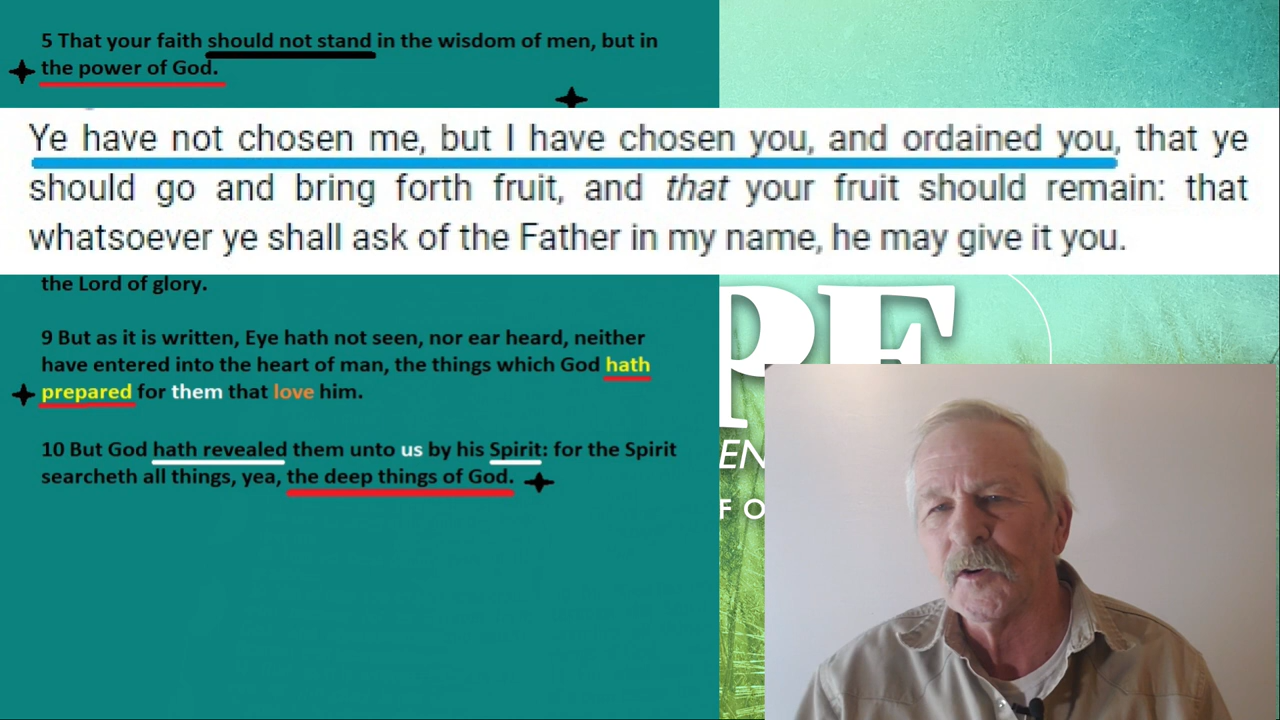 5 That your faith should not stand in the wisdom of men, but in
the power of God.
Ye have not chosen me, but I have chosen you, and ordained you, that ye
should go and bring forth fruit, and that your fruit should remain: that
whatsoever ye shall ask of the Father in my name, he may give it you.
the Lord of glory.
9 But as it is written, Eye hath not seen, nor ear heard, neither
have entered into the heart of man, the things which God hath
prepared for them that love him.
10 But God hath revealed them unto us by his Spirit: for the Spirit
searcheth all things, yea, the deep things of God.
PE
EN
F O